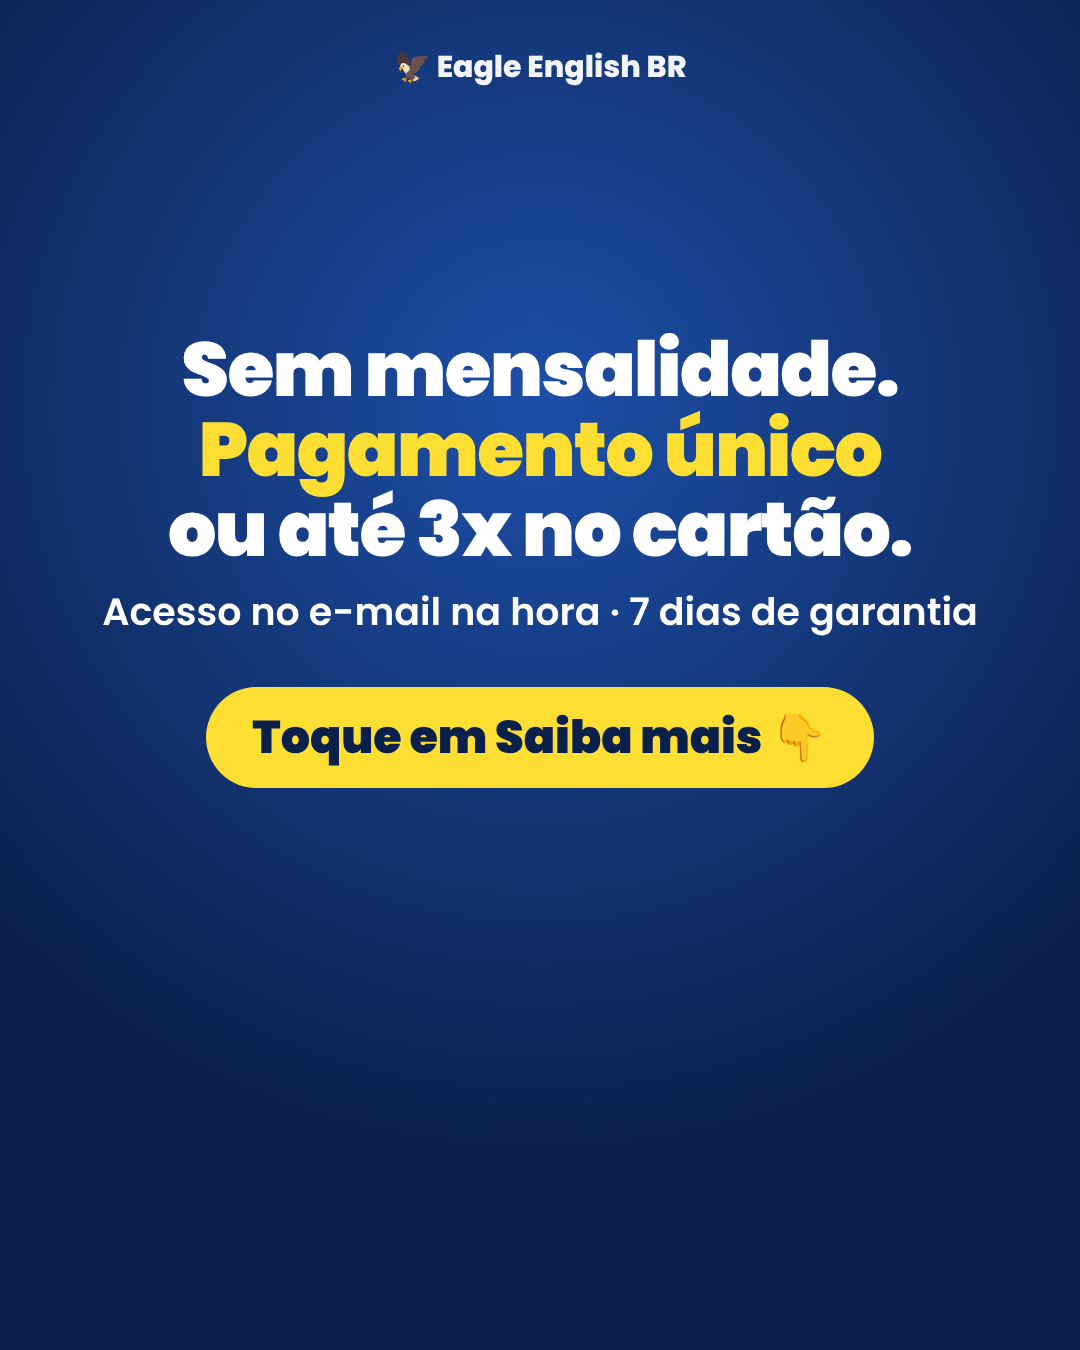 🦅 Eagle English BR
Sem mensalidade.
Pagamento único
ou até 3x no cartão.
Acesso no e-mail na hora · 7 dias de garantia
Toque em Saiba mais 👇